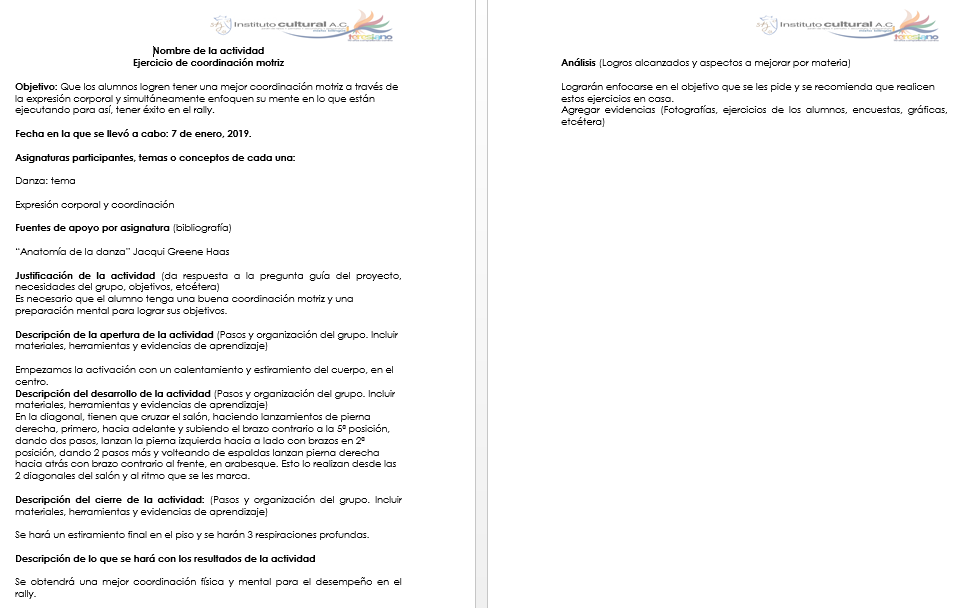 Instituto cultural A.C.
Nombre de la actividad
Ejercicio de coordinación motriz
Objetivo: Que los alumnos logren tener una mejor coordinación motriz a través de
la expresión corporal y simultáneamente enfoquen su mente en lo que están
ejecutando para así, tener éxito en el rally.
Fecha en la que se llevó a cabo: 7 de enero, 2019.
Asignaturas participantes, temas o conceptos de cada una:
Danza: tema
Expresión corporal y coordinación
Fuentes de apoyo por asignatura (bibliografía)
“Anatomía de la danza” Jacqui Greene Haas
Justificación de la actividad (da respuesta a la pregunta guía del proyecto,
necesidades del grupo, objetivos, etcétera)
Es necesario que el alumno tenga una buena coordinación motriz y una
preparación mental para lograr sus objetivos.
Descripción de la apertura de la actividad (Pasos y organización del grupo. Incluir
materiales, herramientas y evidencias de aprendizaje)
Empezamos la activación con un calentamiento y estiramiento del cuerpo, en el
centro.
Descripción del desarrollo de la actividad (Pasos y organización del grupo. Incluir
materiales, herramientas y evidencias de aprendizaje)
En la diagonal, tienen que cruzar el salón, haciendo lanzamientos de pierna
derecha, primero, hacia adelante y subiendo el brazo contrario a la 5ª posición,
dando dos pasos, lanzan la pierna izquierda hacia a lado con brazos en 2ª
posición, dando 2 pasos más y volteando de espaldas lanzan pierna derecha
hacia atrás con brazo contrario al frente, en arabesque. Esto lo realizan desde las
2 diagonales del salón y al ritmo que se les marca.
Descripción del cierre de la actividad: (Pasos y organización del grupo. Incluir
materiales, herramientas y evidencias de aprendizaje)
Se hará un estiramiento final en el piso y se harán 3 respiraciones profundas.
Descripción de lo que se hará con los resultados de la actividad
Se obtendrá una mejor coordinación física y mental para el desempeño en el
rally.
Instituto cultural A.C.
Análisis (Logros alcanzados y aspectos a mejorar por materia)
Lograrán enfocarse en el objetivo que se les pide y se recomienda que realicen
estos ejercicios en casa.
Agregar evidencias (Fotografías, ejercicios de los alumnos, encuestas, gráficas,
etcétera)